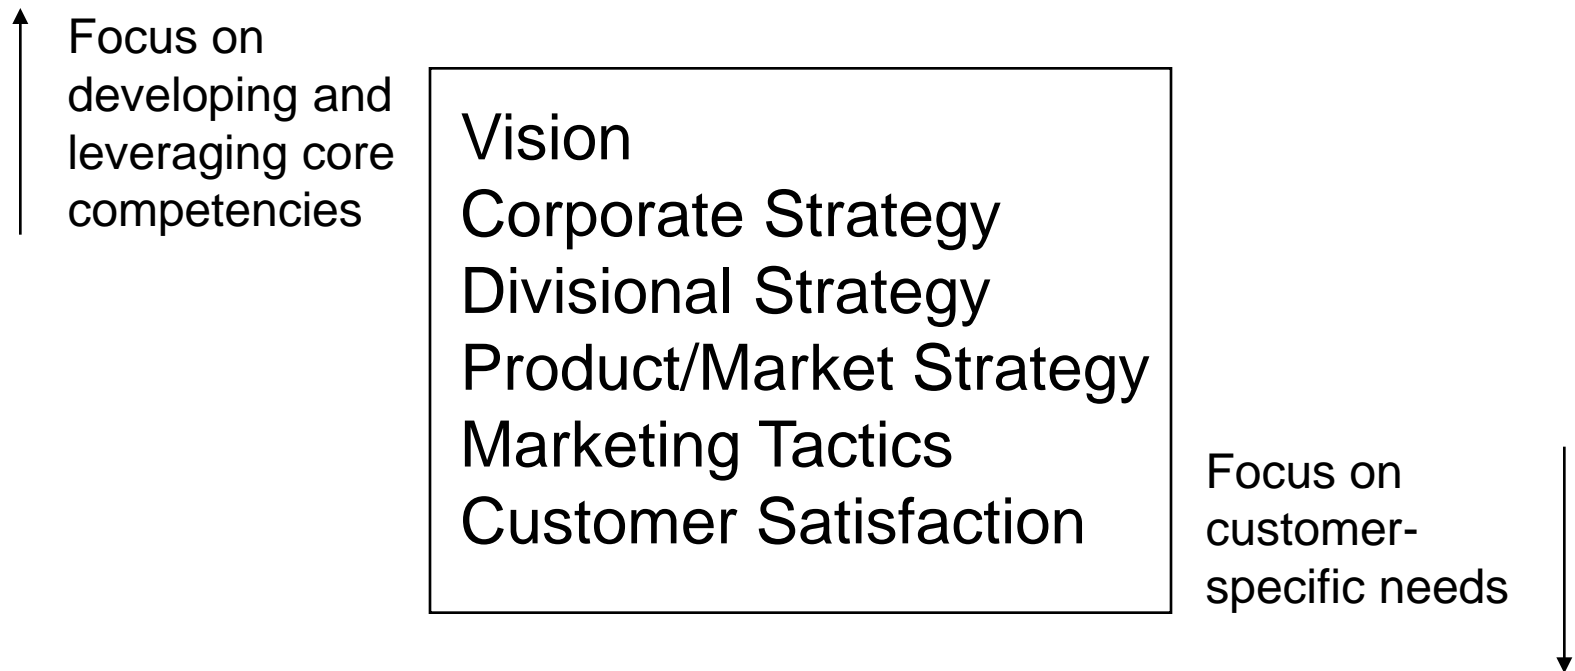 Focus on
developing and
leveraging core
competencies
Vision
Corporate Strategy
Divisional Strategy
Product/Market Strategy
Marketing Tactics
Customer Satisfaction
Focus on
customer-
specific needs